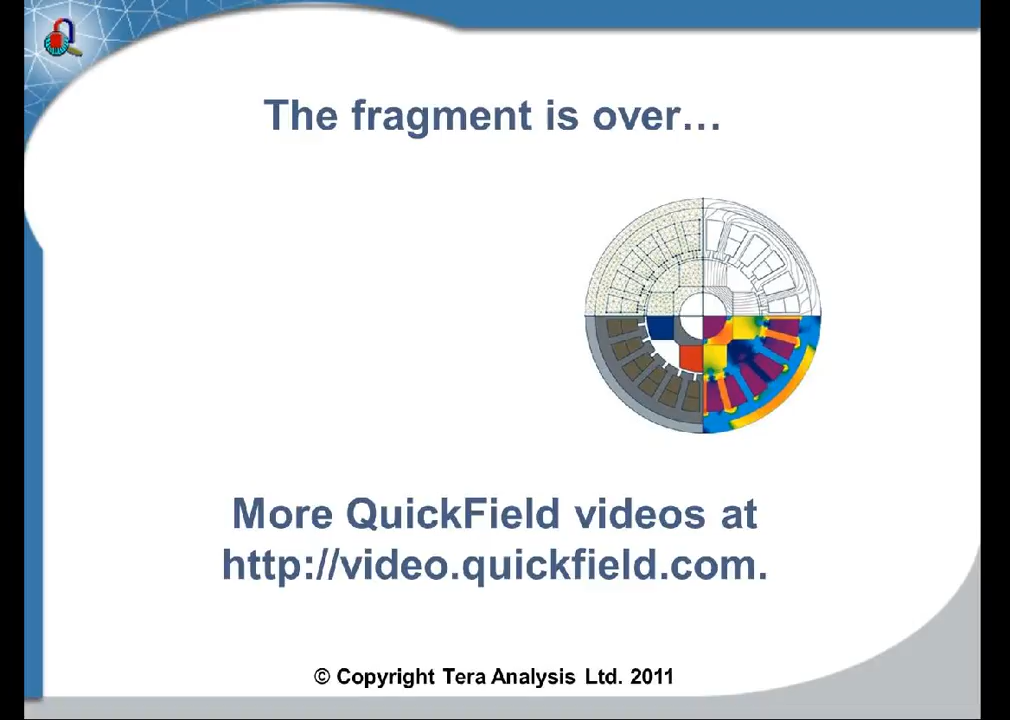 The fragment is over…
More QuickField videos at
http://video.quickfield.com.
© Copyright Tera Analysis Ltd. 2011